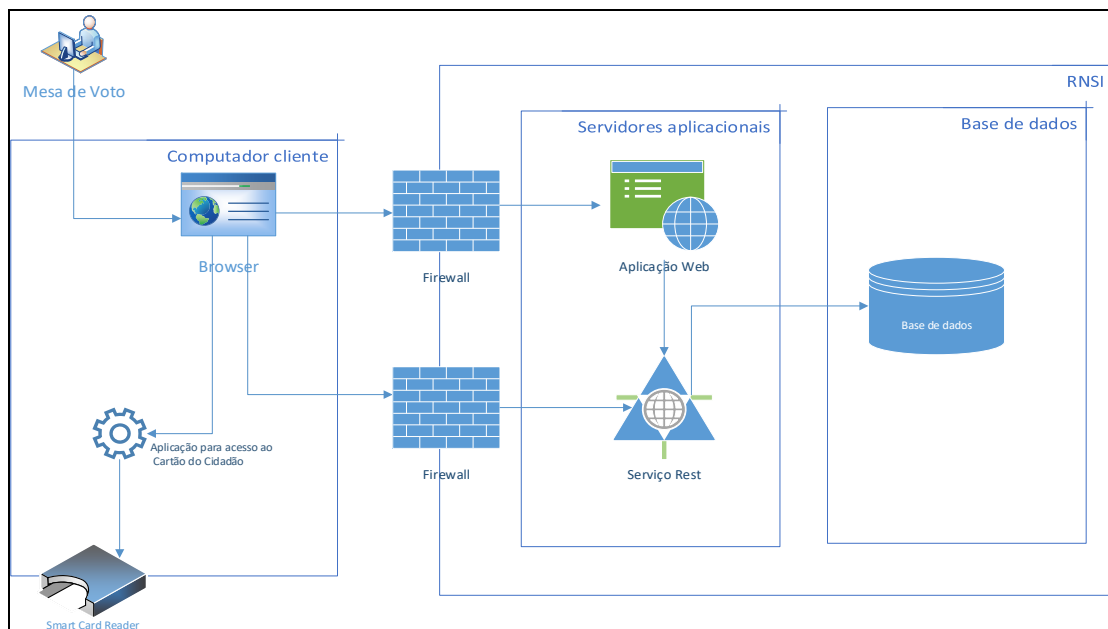 Mesa de Voto
RNSI
Servidores aplicacionais
Base de dados
Computador cliente
Browser
Firewall
Aplicação Web
Base de dados
Aplicação para acesso ao
Cartão do Cidadão
Firewall
Serviço Rest
Smart Card Reader